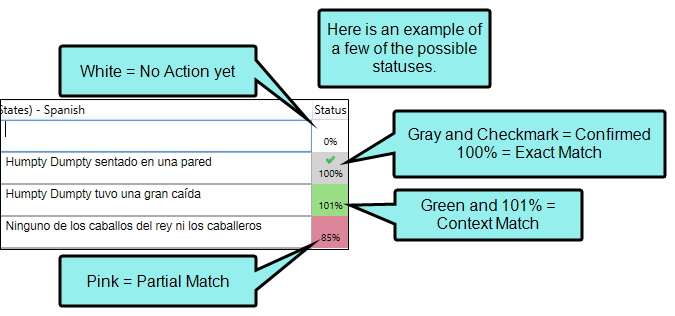 Here is an example of
a few of the possible
statuses.
White = No Action yet
States) - Spanish
Status
0%
Humpty Dumpty sentado en una pared
100%
Gray and Checkmark = Confirmed
100% = Exact Match
Humpty Dumpty tuvo una gran caída
101%
Green and 101% =
Context Match
Ninguno de los caballos del rey ni los caballeros
85%
Pink = Partial Match